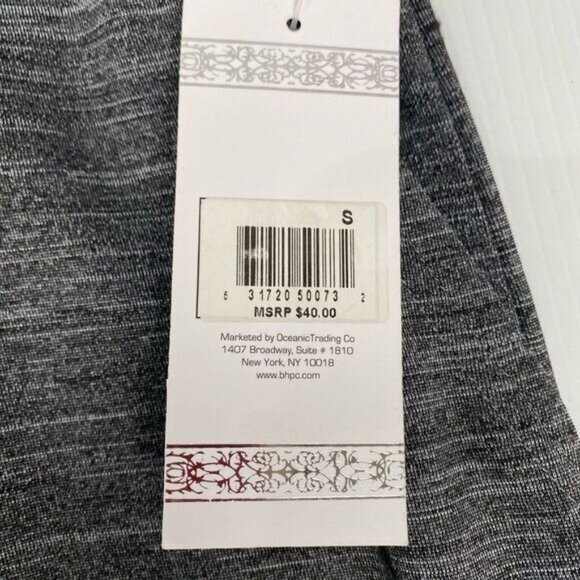 S
6 31720 50073 2
MSRP $40.00
Marketed by OceanicTrading Co
1407 Broadway, Suite # 1810
New York, NY 10018
www.bhpc.com